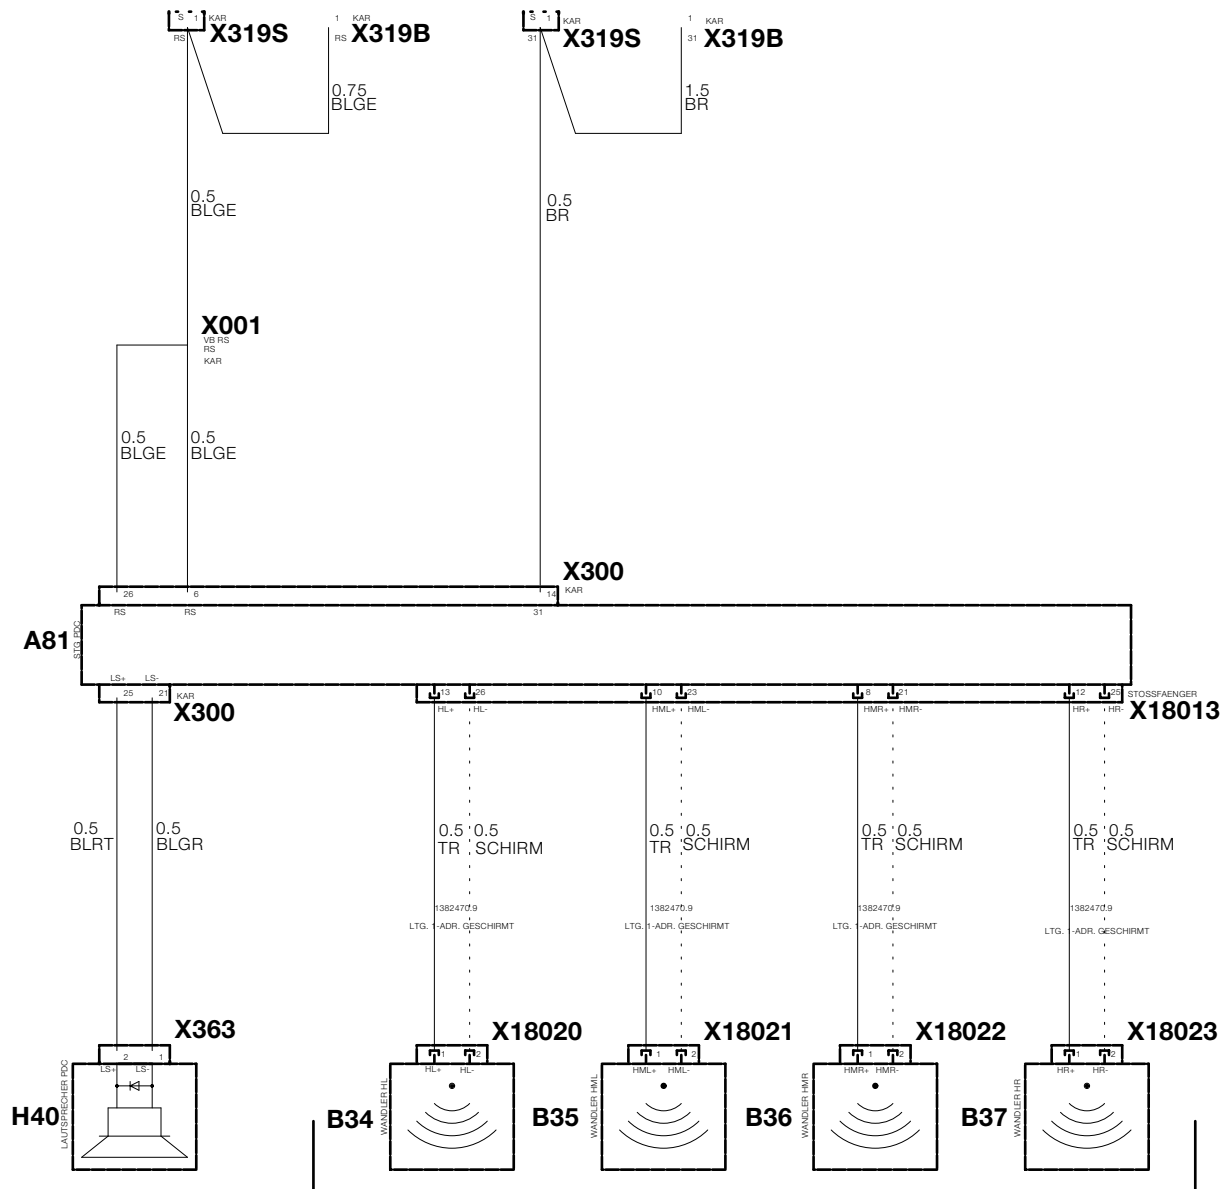 S 1 KAR
X319S
RS
1 KAR
RS X319B
S 1 KAR
X319S
31
1 KAR
31 X319B
0.75
BLGE
1.5
BR
0.5
BLGE
0.5
BR
X001
VB RS
RS
KAR
0.5
BLGE
0.5
BLGE
X300
26 6 14 KAR
RS RS 31
A81
STG PDC
LS+ LS-
25 21 KAR
X300
13 26 10 23 8 21 12 25 STOSSFAENGER
HL+ HL- HML+ HML- HMR+ HMR- HR+ HR- X18013
0.5
BLRT
0.5
BLGR
0.5
TR
0.5
SCHIRM
0.5
TR
0.5
SCHIRM
0.5
TR
0.5
SCHIRM
0.5
TR
0.5
SCHIRM
1382470.9
LTG. 1-ADR. GESCHIRMT
1382470.9
LTG. 1-ADR. GESCHIRMT
1382470.9
LTG. 1-ADR. GESCHIRMT
1382470.9
LTG. 1-ADR. GESCHIRMT
X363
2 1
LS+ LS-
H40
LAUTSPRECHER PDC
X18020
1 2
HL+ HL-
B34
WANDLER HL
X18021
1 2
HML+ HML-
B35
WANDLER HML
X18022
1 2
HMR+ HMR-
B36
WANDLER HMR
X18023
1 2
HR+ HR-
B37
WANDLER HR